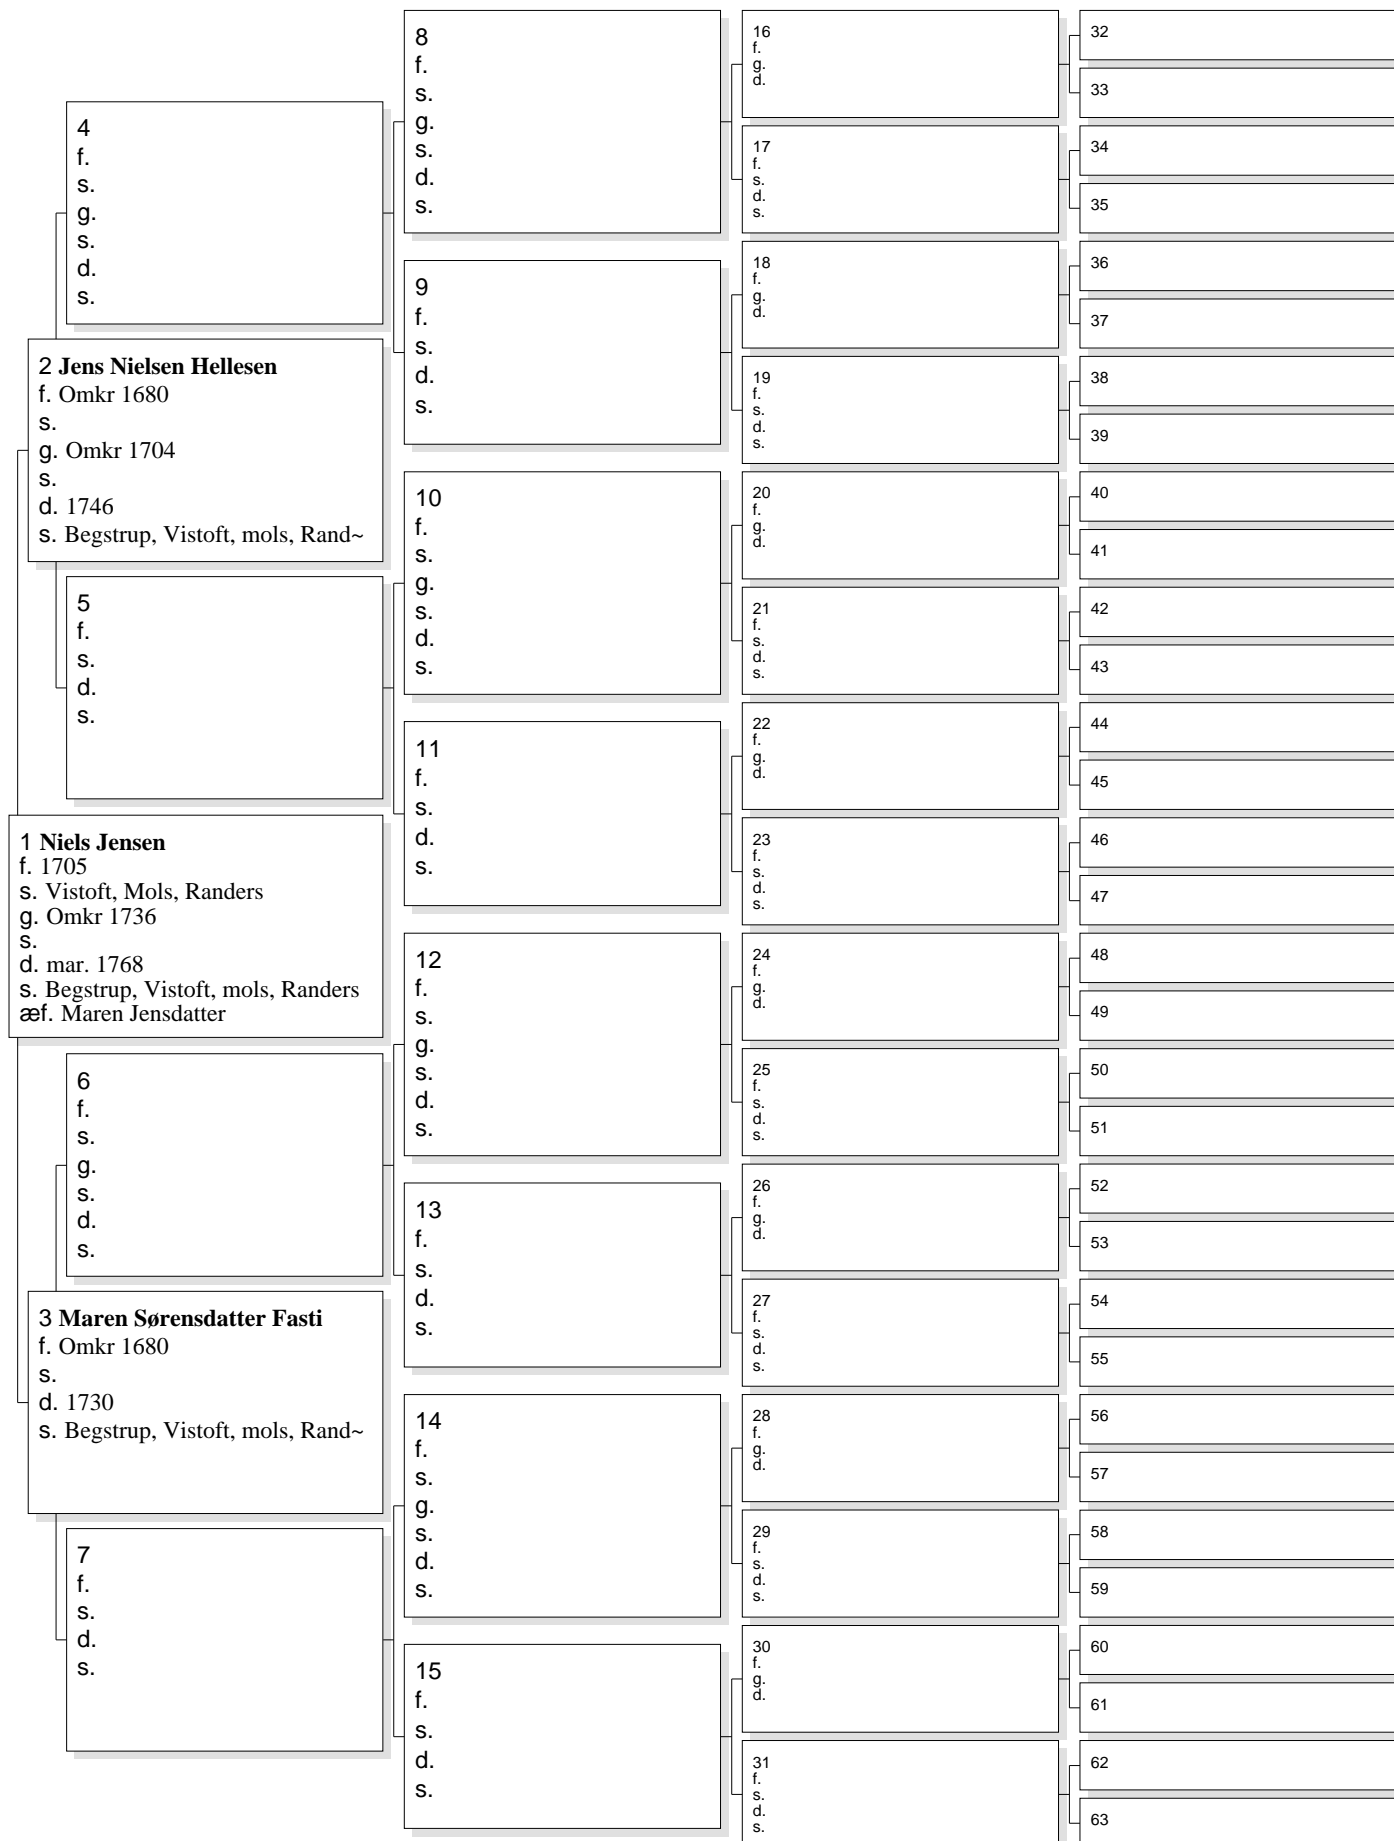 1 Niels Jensen
f. 1705
s. Vistoft, Mols, Randers
g. Omkr 1736
s.
d. mar. 1768
s. Begstrup, Vistoft, mols, Randers
æf. Maren Jensdatter
2 Jens Nielsen Hellesen
f. Omkr 1680
s.
g. Omkr 1704
s.
d. 1746
s. Begstrup, Vistoft, mols, Rand~
3 Maren Sørensdatter Fasti
f. Omkr 1680
s.
d. 1730
s. Begstrup, Vistoft, mols, Rand~
4
f.
s.
g.
s.
d.
s.
5
f.
s.
d.
s.
6
f.
s.
g.
s.
d.
s.
7
f.
s.
d.
s.
8
f.
s.
g.
s.
d.
s.
9
f.
s.
d.
s.
10
f.
s.
g.
s.
d.
s.
11
f.
s.
d.
s.
12
f.
s.
g.
s.
d.
s.
13
f.
s.
d.
s.
14
f.
s.
g.
s.
d.
s.
15
f.
s.
d.
s.
16
f.
g.
d.
17
f.
s.
d.
s.
18
f.
g.
d.
19
f.
s.
d.
s.
20
f.
g.
d.
21
f.
s.
d.
s.
22
f.
g.
d.
23
f.
s.
d.
s.
24
f.
g.
d.
25
f.
s.
d.
s.
26
f.
g.
d.
27
f.
s.
d.
s.
28
f.
g.
d.
29
f.
s.
d.
s.
30
f.
g.
d.
31
f.
s.
d.
s.
32
33
34
35
36
37
38
39
40
41
42
43
44
45
46
47
48
49
50
51
52
53
54
55
56
57
58
59
60
61
62
63